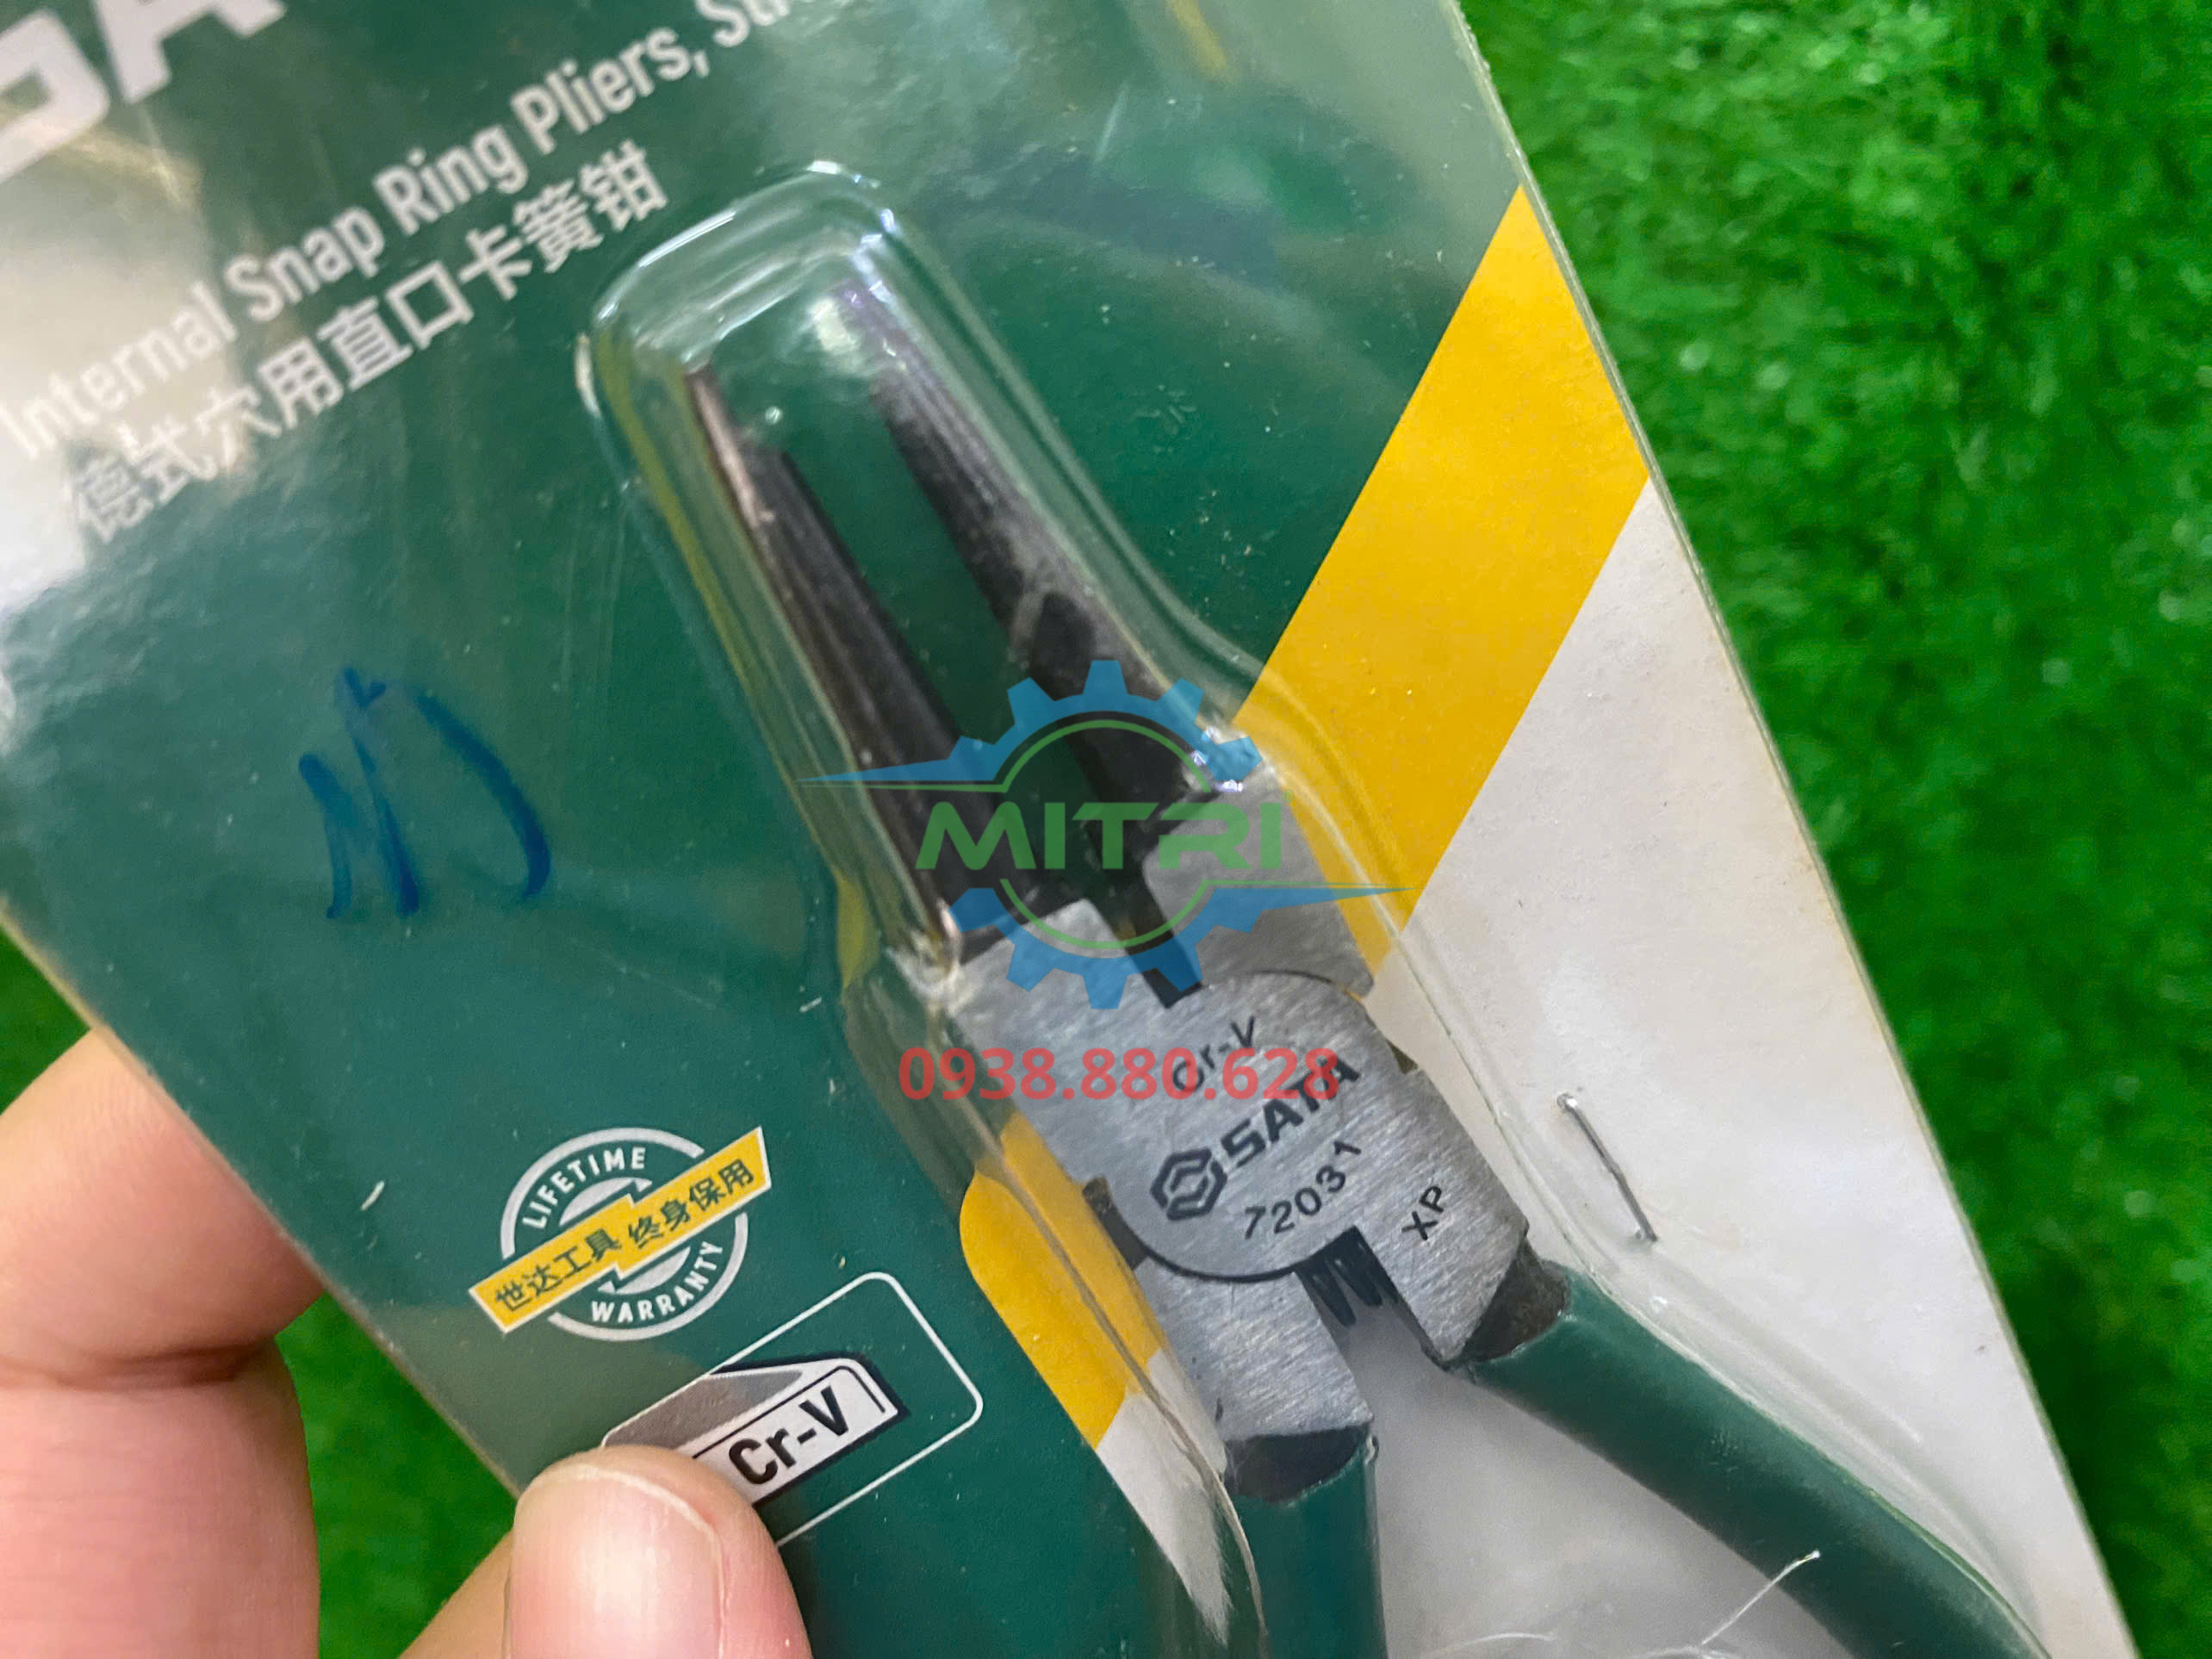 Internal Snap Ring Pliers,
德式穴用直口卡簧钳
MITRI
0938.880.628
Cr-V
SATA
72031
XP
LIFETIME
世达工具 终身保用
WARRANTY
Cr-V